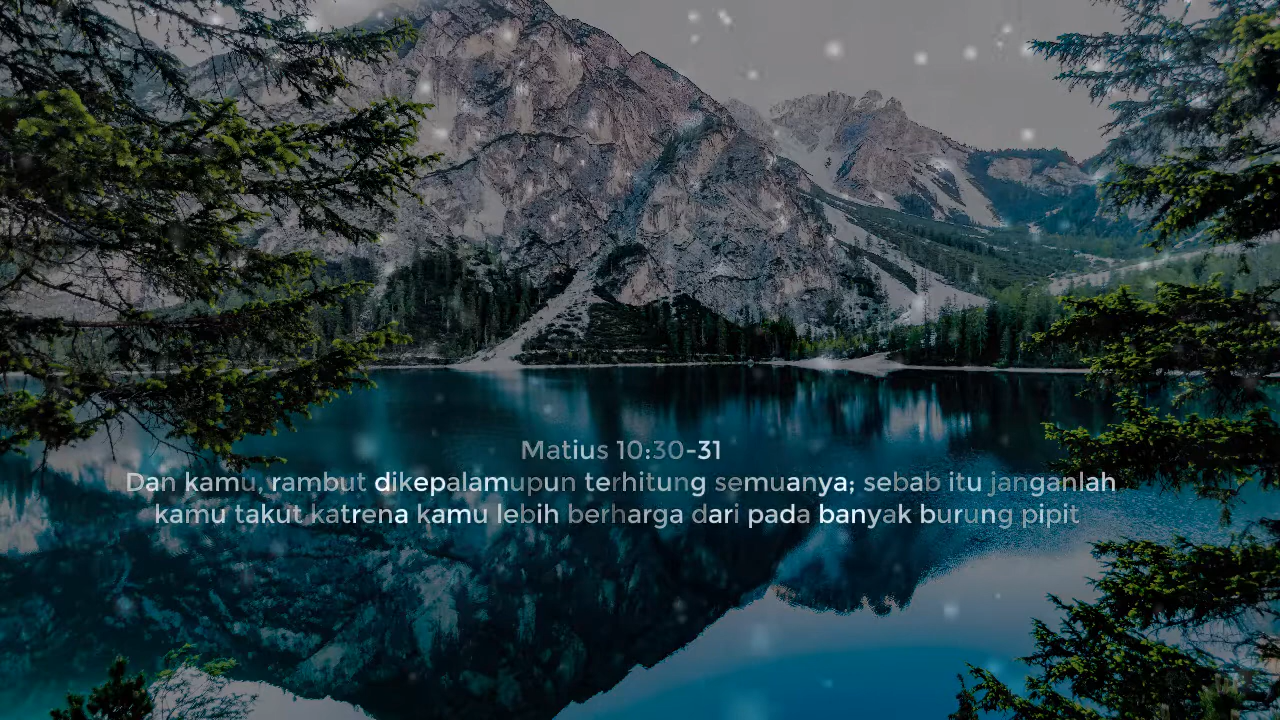 Matius 10:30-31
Dan kamu, rambut dikepalamupun terhitung semuanya; sebab itu janganlah
kamu takut katrena kamu lebih berharga dari pada banyak burung pipit